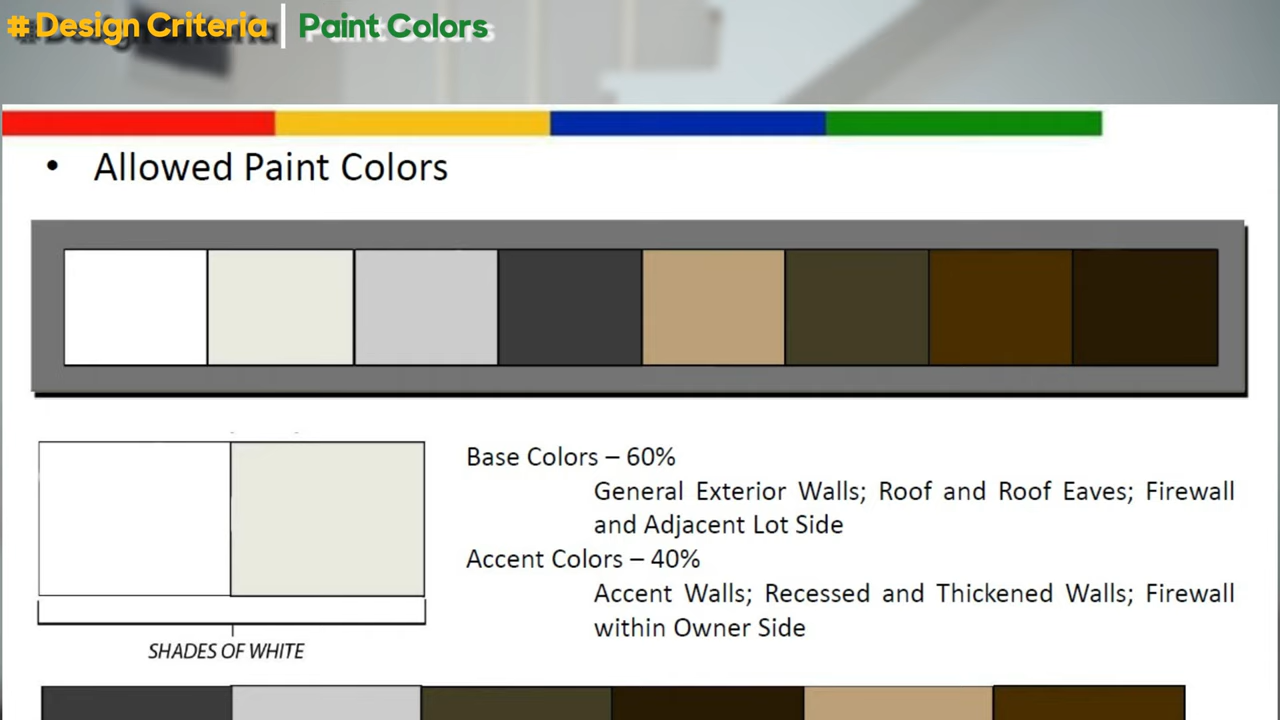 # Design Criteria | Paint Colors
• Allowed Paint Colors
Base Colors – 60%
General Exterior Walls; Roof and Roof Eaves; Firewall
and Adjacent Lot Side
Accent Colors – 40%
Accent Walls; Recessed and Thickened Walls; Firewall
within Owner Side
SHADES OF WHITE